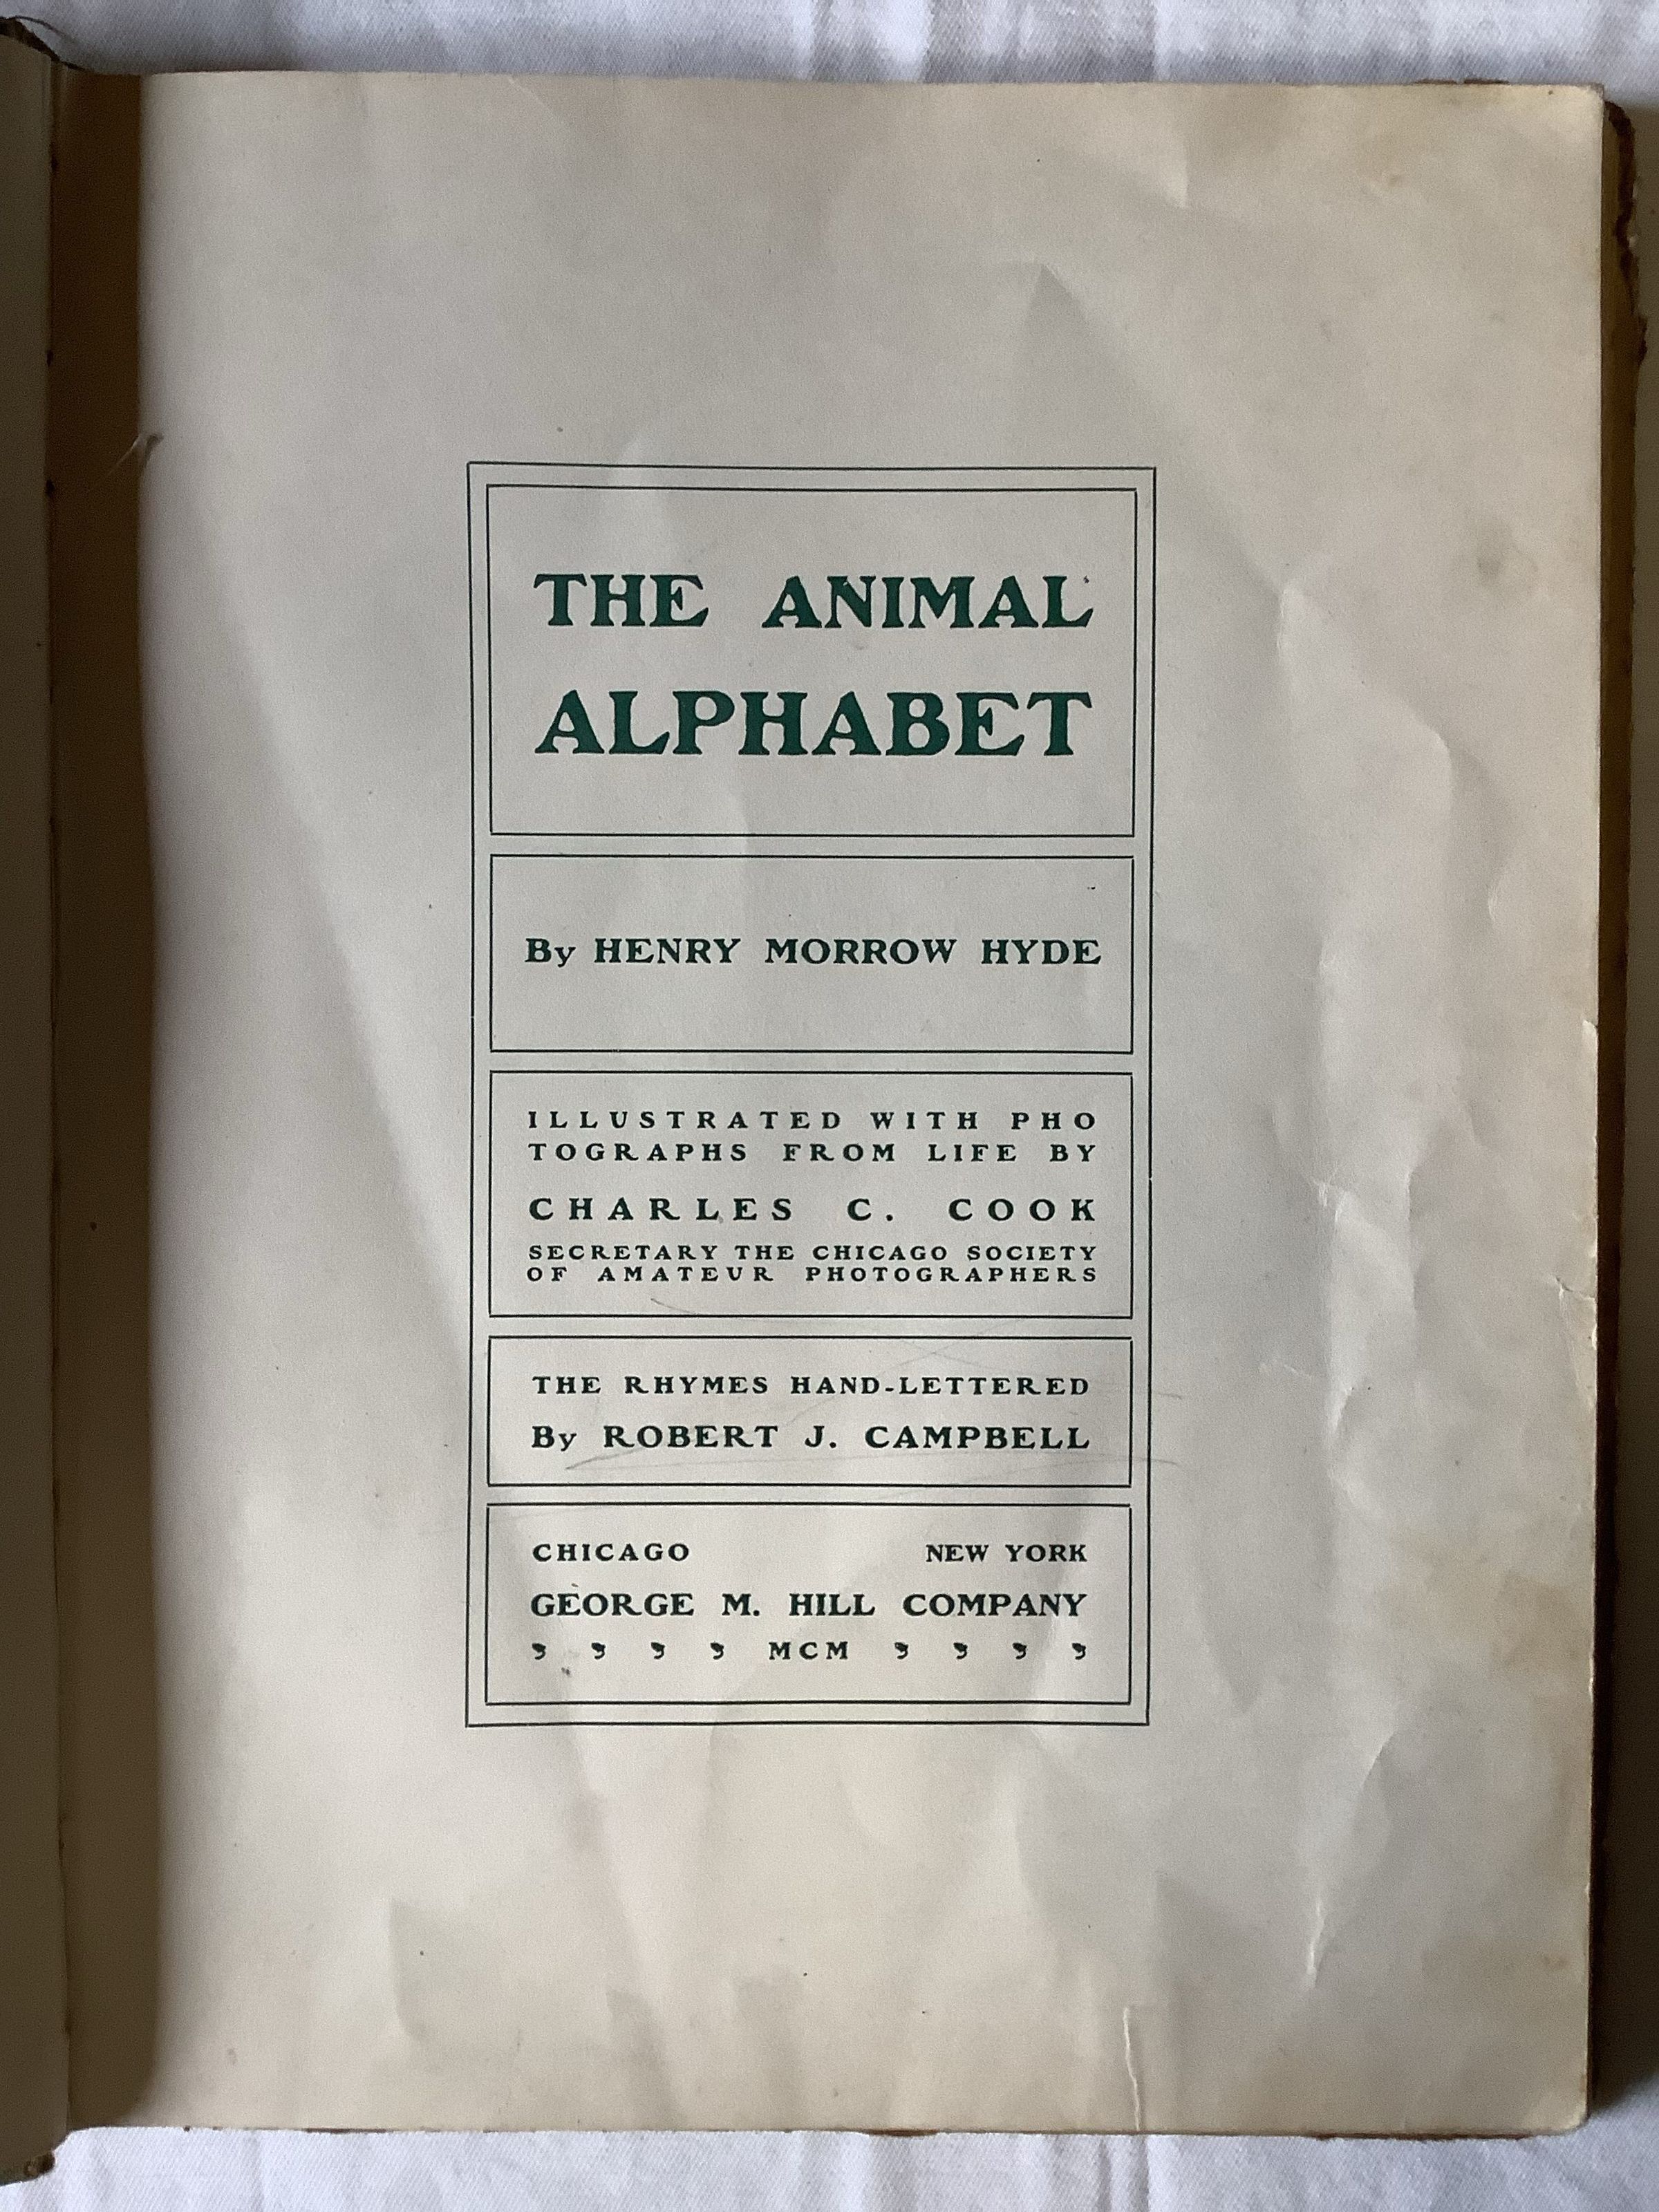 THE ANIMAL
ALPHABET
By HENRY MORROW HYDE
ILLUSTRATED WITH PHO
TOGRAPHS FROM LIFE BY
CHARLES C. COOK
SECRETARY THE CHICAGO SOCIETY
OF AMATEUR PHOTOGRAPHERS
THE RHYMES HAND-LETTERED
By ROBERT J. CAMPBELL
CHICAGO NEW YORK
GEORGE M. HILL COMPANY
MCM